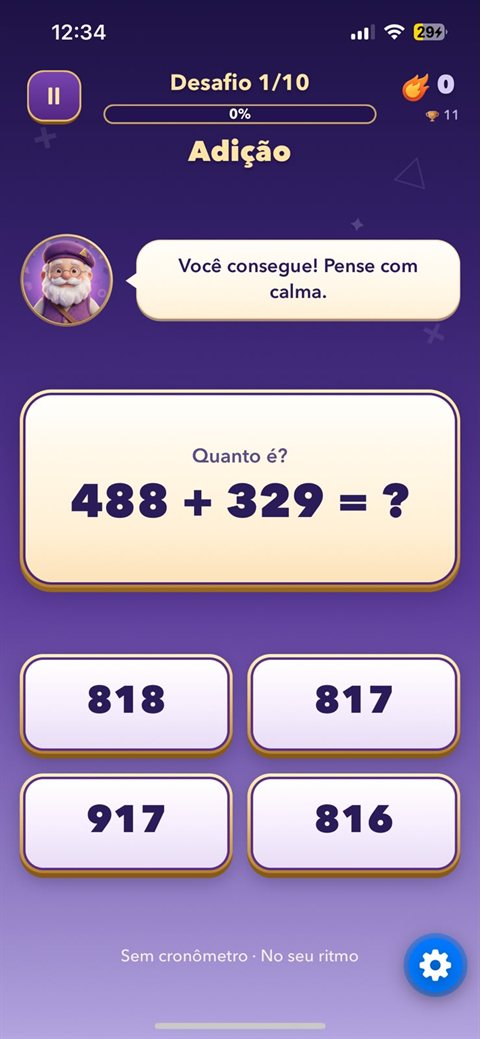 12:34
29
Desafio 1/10
0
0%
11
Adição
Você consegue! Pense com
calma.
Quanto é?
488 + 329 = ?
818
817
917
816
Sem cronômetro · No seu ritmo